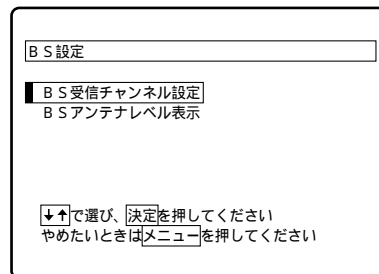 ＢＳ設定
ＢＳ受信チャンネル設定
ＢＳアンテナレベル表示
↓↑で選び、決定を押してください
やめたいときはメニューを押してください